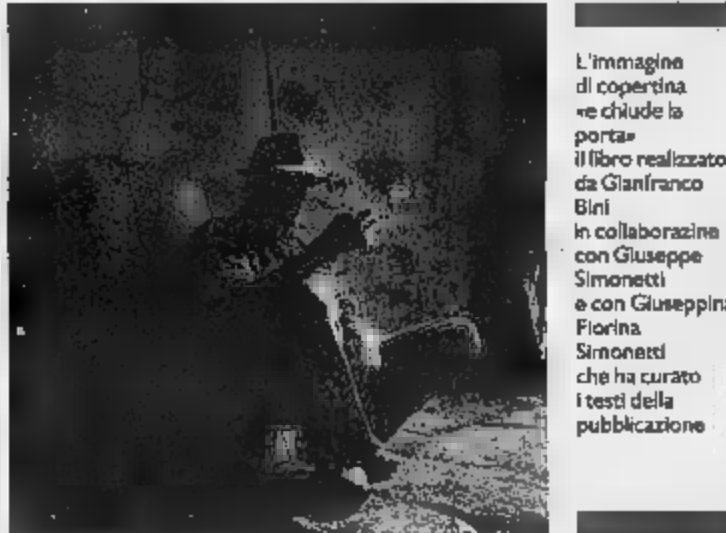 L'immagine
di copertina
«e chiude la
porta»
il libro realizzato
da Gianfranco
Bini
in collaborazine
con Giuseppe
Simonetti
e con Giuseppina
Fiorina
Simonetti
che ha curato
i testi della
pubblicazione